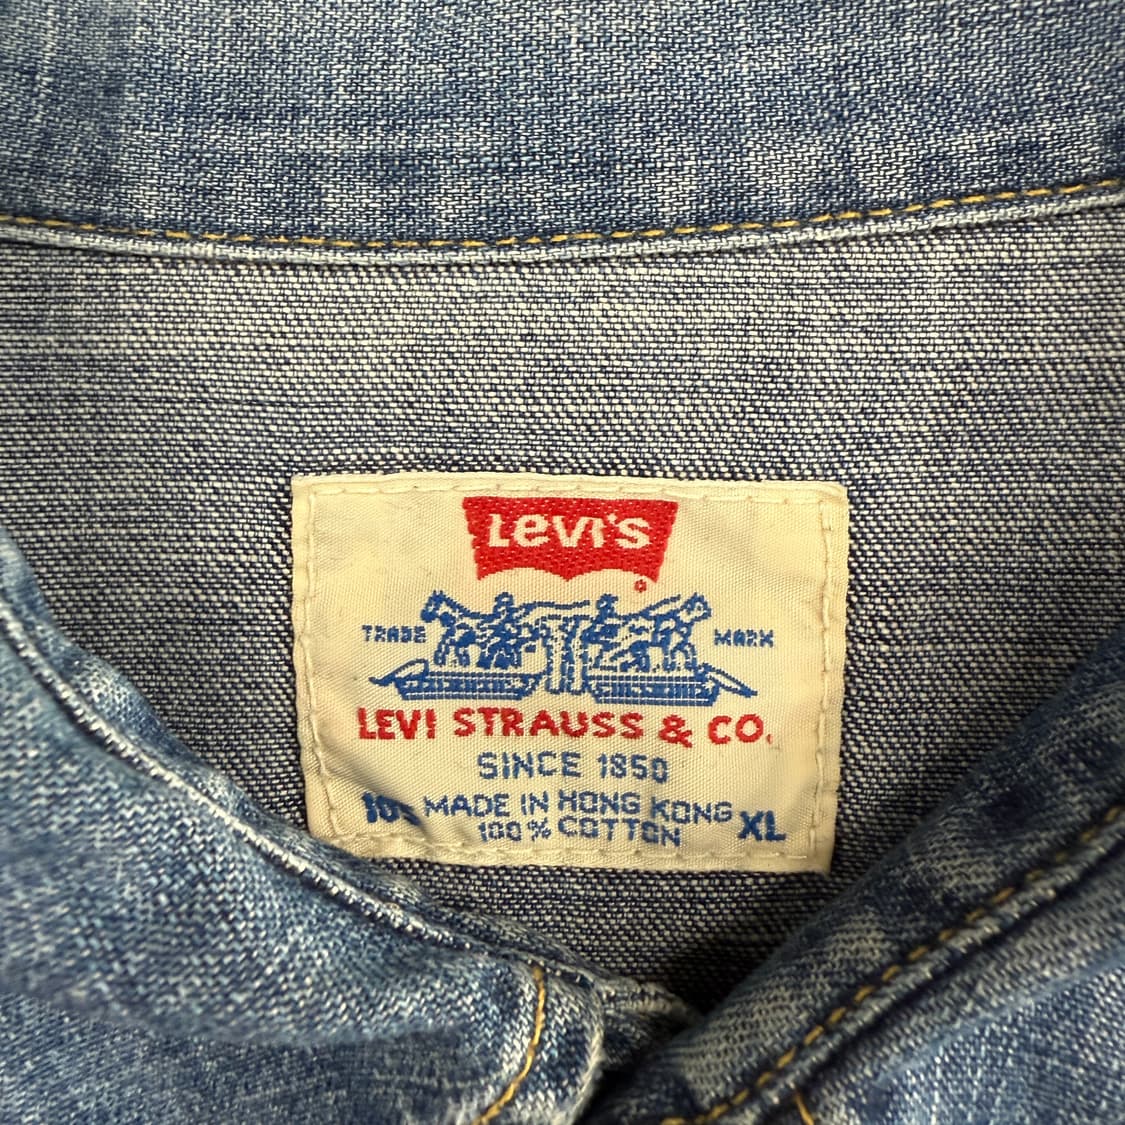 Levi's
®
TRADE MARK
LEVI STRAUSS & CO.
SINCE 1850
MADE IN HONG KONG XL
100% COTTON